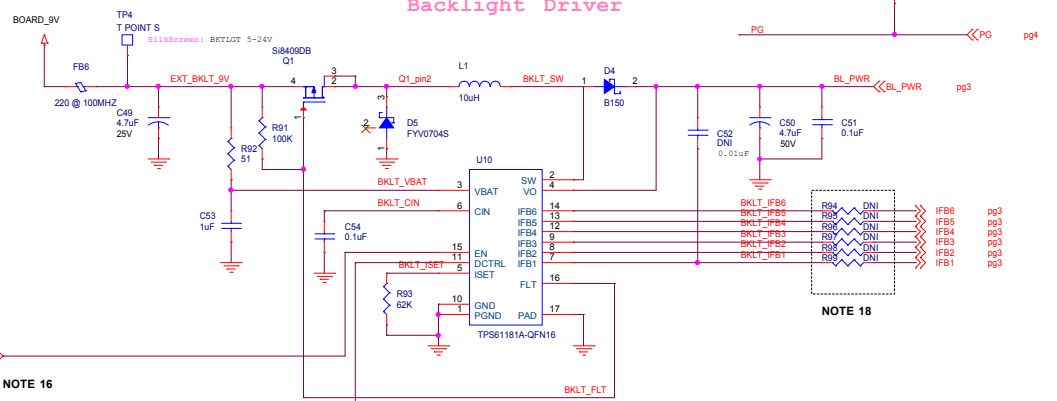 Backlight Driver
BOARD_9V
TP4
T POINT S
SilkScreen: BKTLGT 5-24V
PG
PG
pg4
FB6
220 @ 100MHZ
EXT_BKLT_9V
Si8409DB
Q1
4
3
2
1
Q1_pin2
L1
10uH
BKLT_SW
D4
1
2
B150
BL_PWR
BL_PWR
pg3
C49
4.7uF
25V
R92
51
R91
100K
3
2
1
D5
FYV0704S
C52
DNI
0.01uF
C50
4.7uF
50V
C51
0.1uF
U10
BKLT_VBAT
3
VBAT
BKLT_CIN
6
CIN
15
EN
11
DCTRL
BKLT_ISET
5
ISET
10
GND
1
PGND
SW
2
VO
4
IFB6
14
IFB5
13
IFB4
12
IFB3
9
IFB2
8
IFB1
7
FLT
16
PAD
17
TPS61181A-QFN16
C53
1uF
C54
0.1uF
R93
62K
BKLT_IFB6
BKLT_IFB5
BKLT_IFB4
BKLT_IFB3
BKLT_IFB2
BKLT_IFB1
R94
DNI
R95
DNI
R96
DNI
R97
DNI
R98
DNI
R99
DNI
IFB6
pg3
IFB5
pg3
IFB4
pg3
IFB3
pg3
IFB2
pg3
IFB1
pg3
NOTE 18
NOTE 16
BKLT_FLT